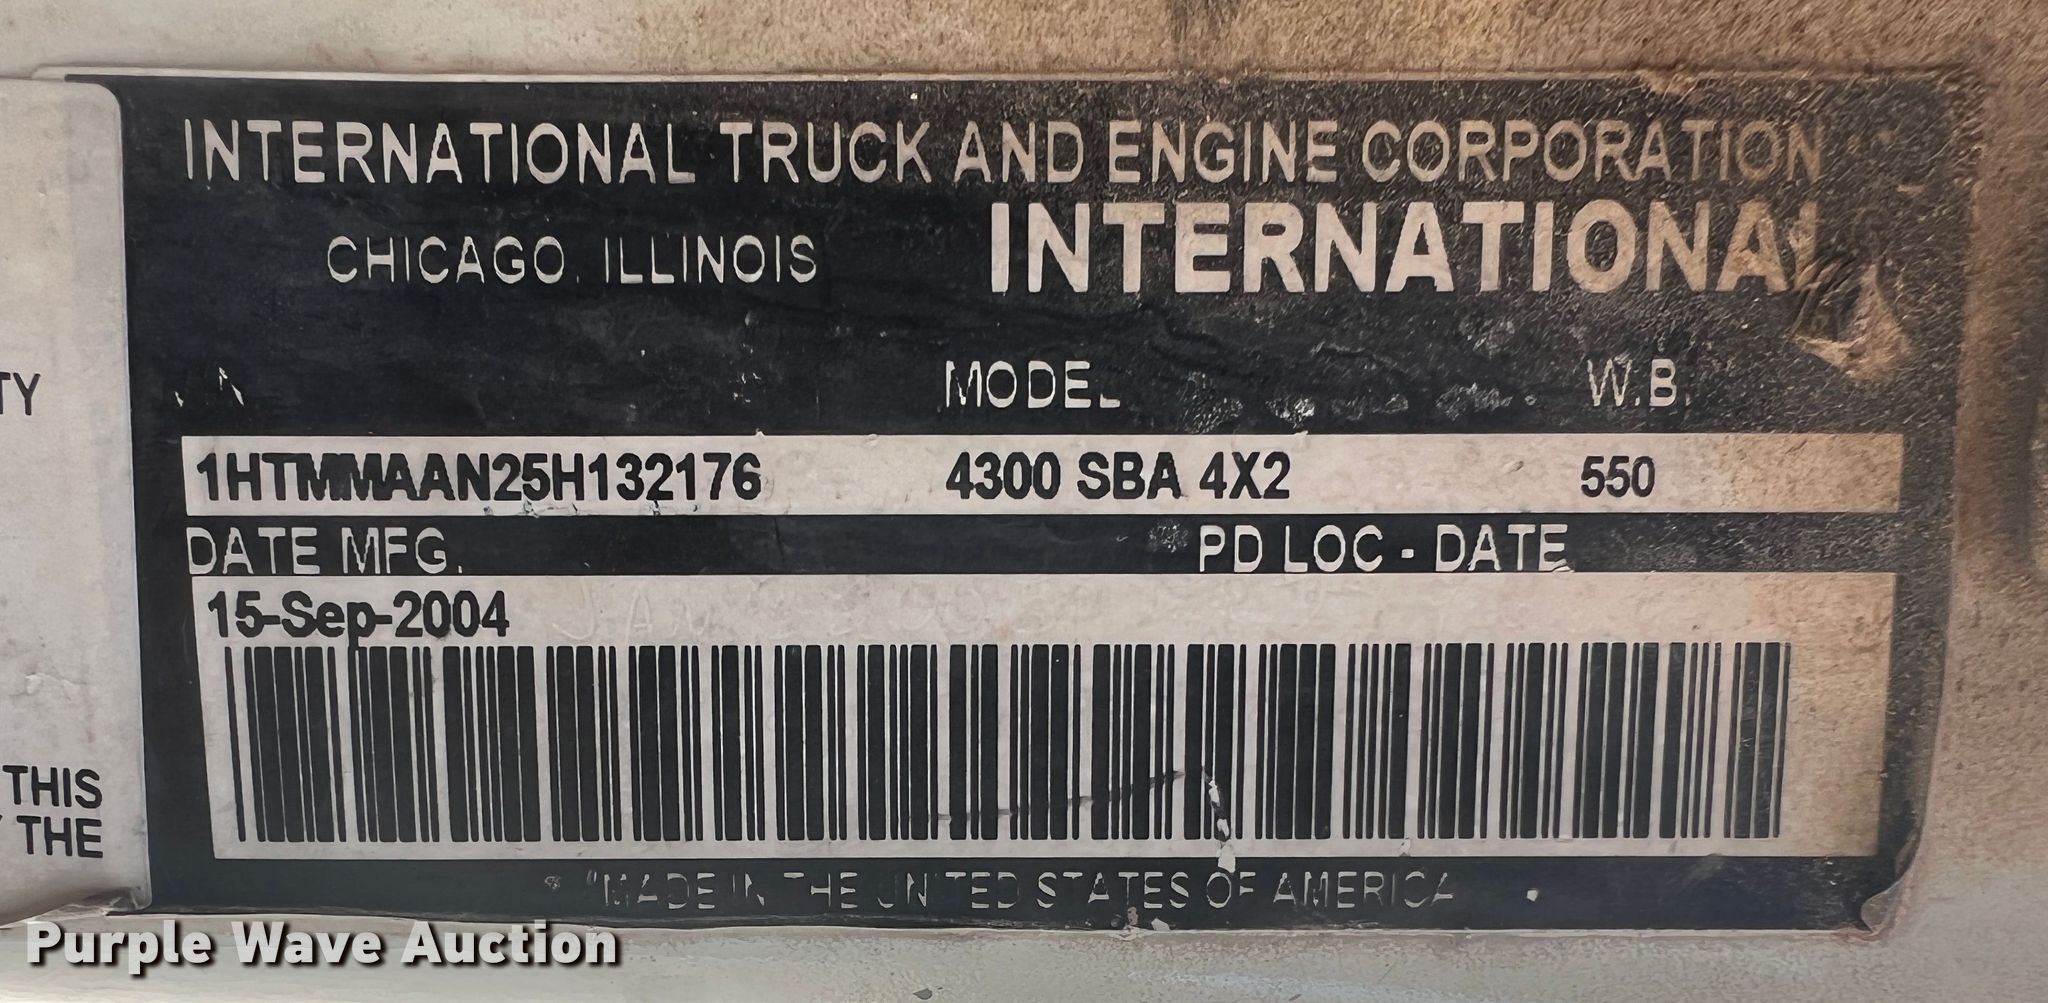 INTERNATIONAL TRUCK AND ENGINE CORPORATION
CHICAGO, ILLINOIS
INTERNATIONAL
MODEL W.B.
1HTMMAAN25H132176 4300 SBA 4X2 550
DATE MFG. PD LOC - DATE
15-Sep-2004
"MADE IN THE UNITED STATES OF AMERICA
TY
THIS
THE
Purple Wave Auction